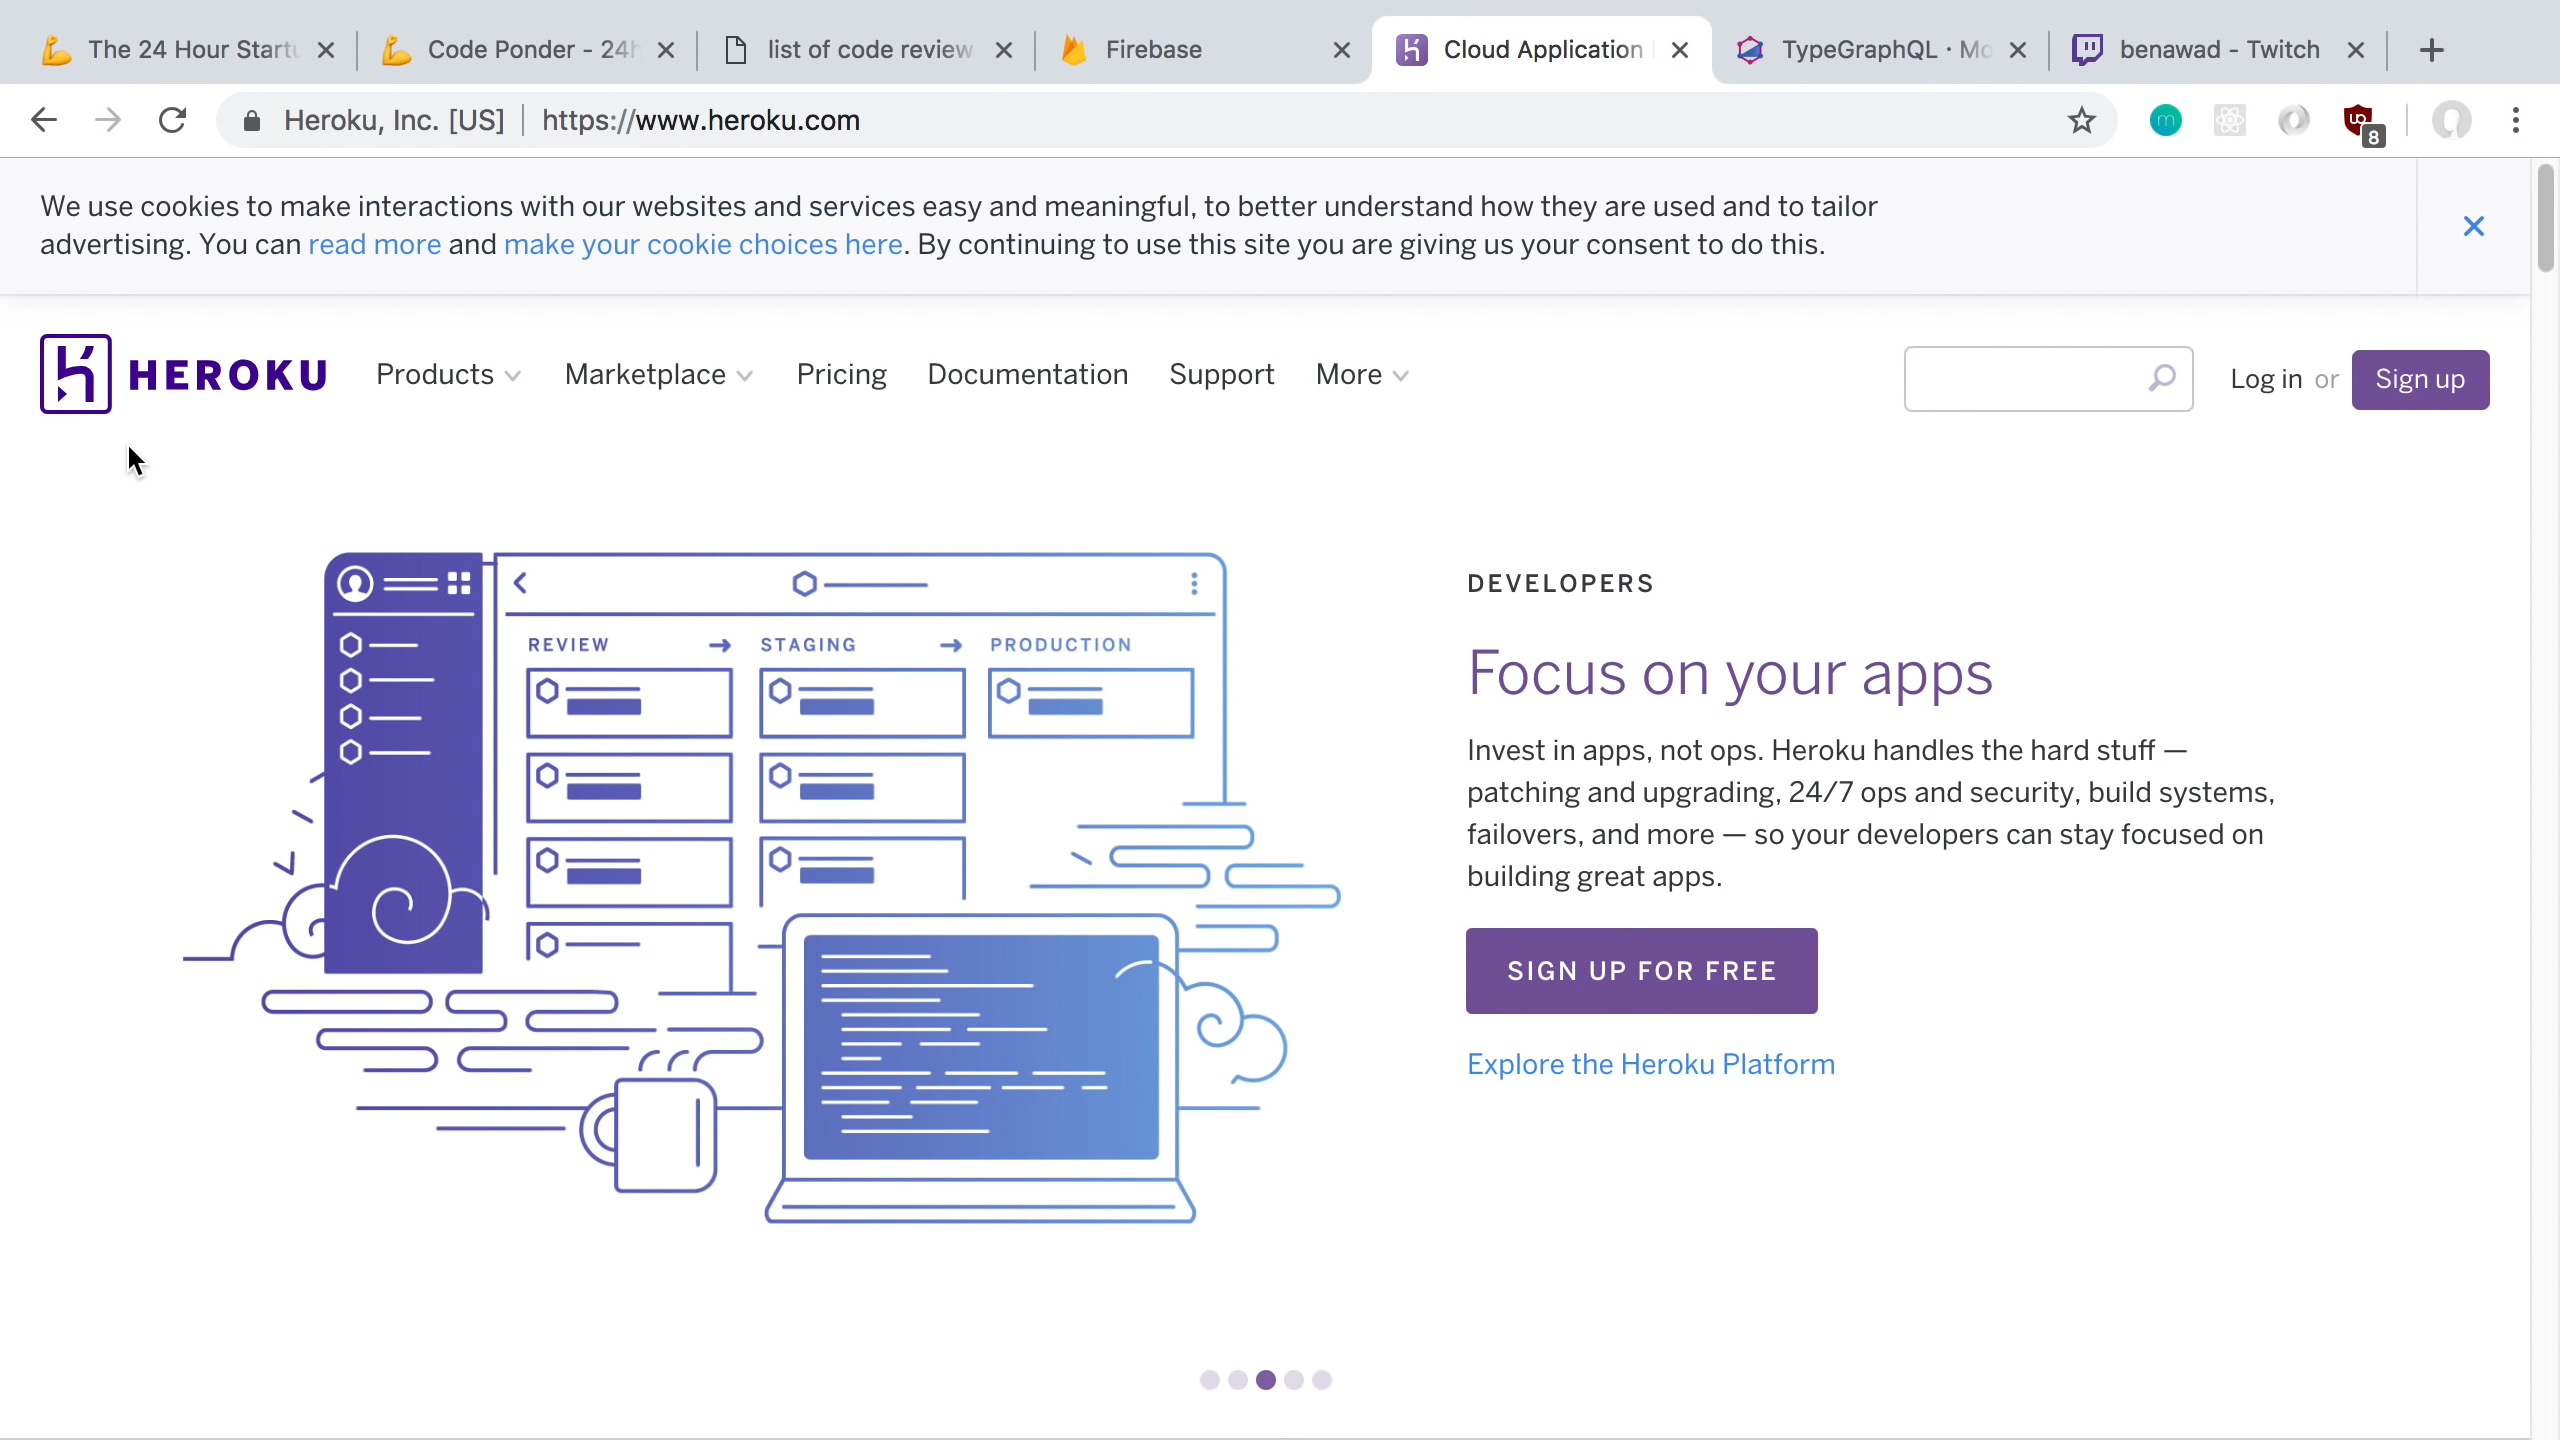 The 24 Hour Startu
Code Ponder - 24h
list of code review
Firebase
Cloud Application
TypeGraphQL · Mo
benawad - Twitch
Heroku, Inc. [US]
https://www.heroku.com
8
We use cookies to make interactions with our websites and services easy and meaningful, to better understand how they are used and to tailor
advertising. You can read more and make your cookie choices here. By continuing to use this site you are giving us your consent to do this.
HEROKU
Products
Marketplace
Pricing
Documentation
Support
More
Log in or
Sign up
REVIEW
STAGING
PRODUCTION
DEVELOPERS
Focus on your apps
Invest in apps, not ops. Heroku handles the hard stuff —
patching and upgrading, 24/7 ops and security, build systems,
failovers, and more — so your developers can stay focused on
building great apps.
SIGN UP FOR FREE
Explore the Heroku Platform